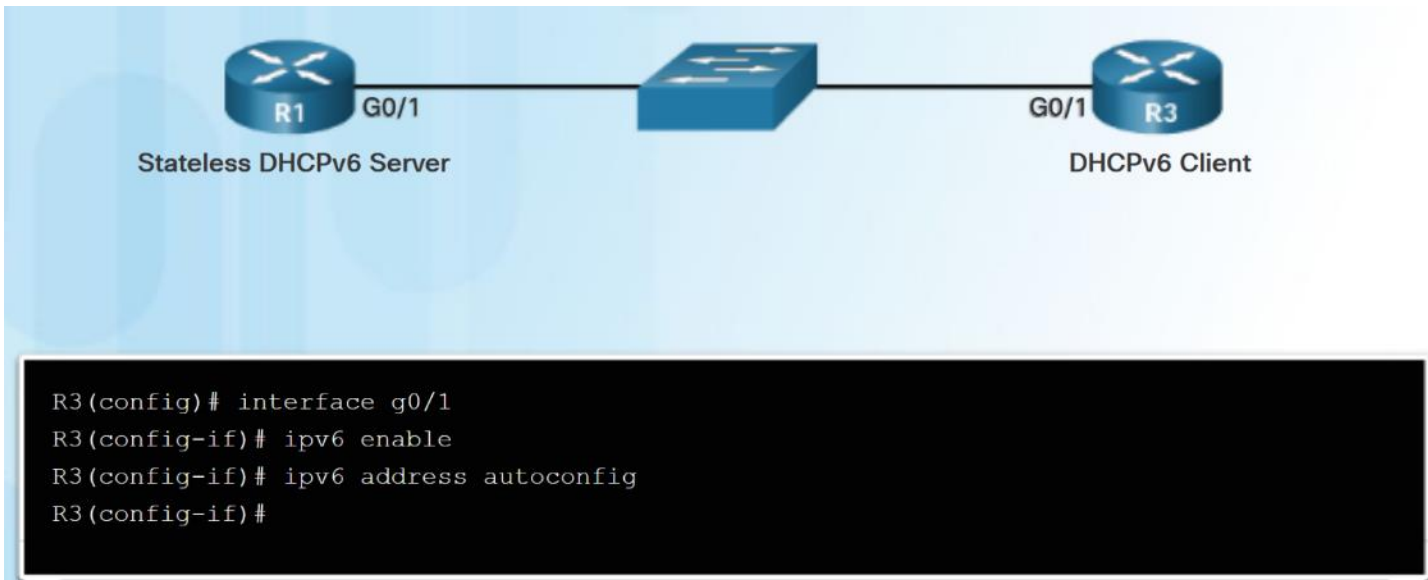 R1
G0/1
G0/1
R3
Stateless DHCPv6 Server
DHCPv6 Client
R3(config)# interface g0/1
R3(config-if)# ipv6 enable
R3(config-if)# ipv6 address autoconfig
R3(config-if)#